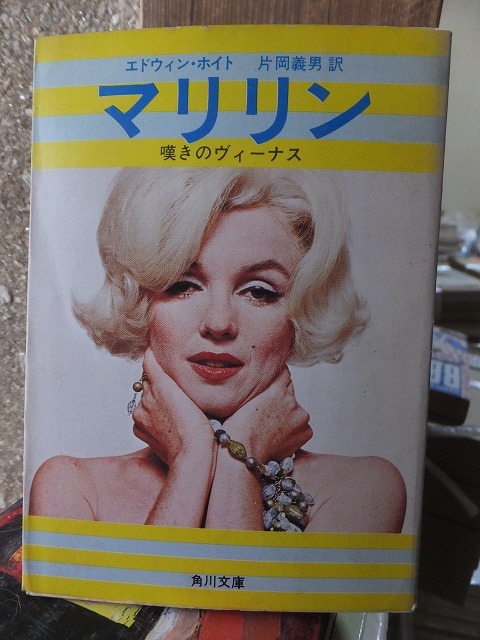 エドウィン・ホイト 片岡義男 訳
マリリン
嘆きのヴィーナス
角川文庫